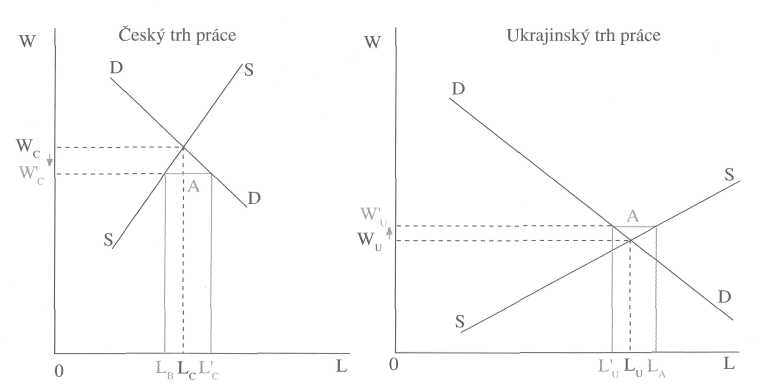 Český trh práce
W
D
S
W_C
W'_C
A
D
S
0
L_B L_C L'_C
L
Ukrajinský trh práce
W
D
S
W'_U
A
W_U
S
D
0
L'_U L_U L_A
L